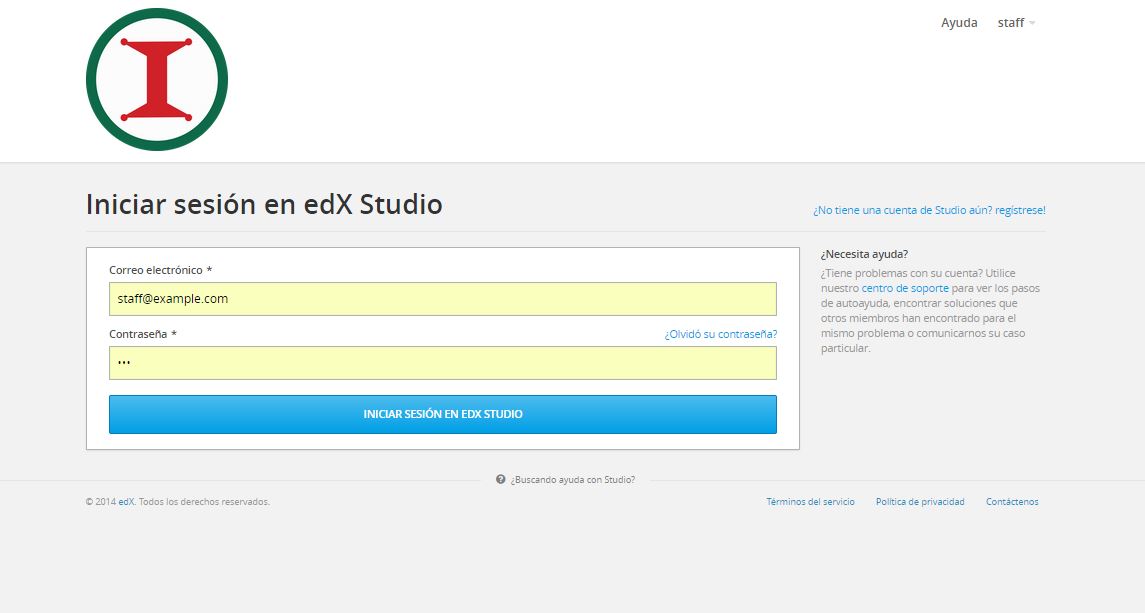 Ayuda staff
Iniciar sesión en edX Studio
¿No tiene una cuenta de Studio aún? regístrese!
Correo electrónico *
staff@example.com
Contraseña *
¿Olvidó su contraseña?
•••
INICIAR SESIÓN EN EDX STUDIO
¿Necesita ayuda?
¿Tiene problemas con su cuenta? Utilice
nuestro centro de soporte para ver los pasos
de autoayuda, encontrar soluciones que
otros miembros han encontrado para el
mismo problema o comunicarnos su caso
particular.
¿Buscando ayuda con Studio?
© 2014 edX. Todos los derechos reservados.
Términos del servicio Política de privacidad Contáctenos